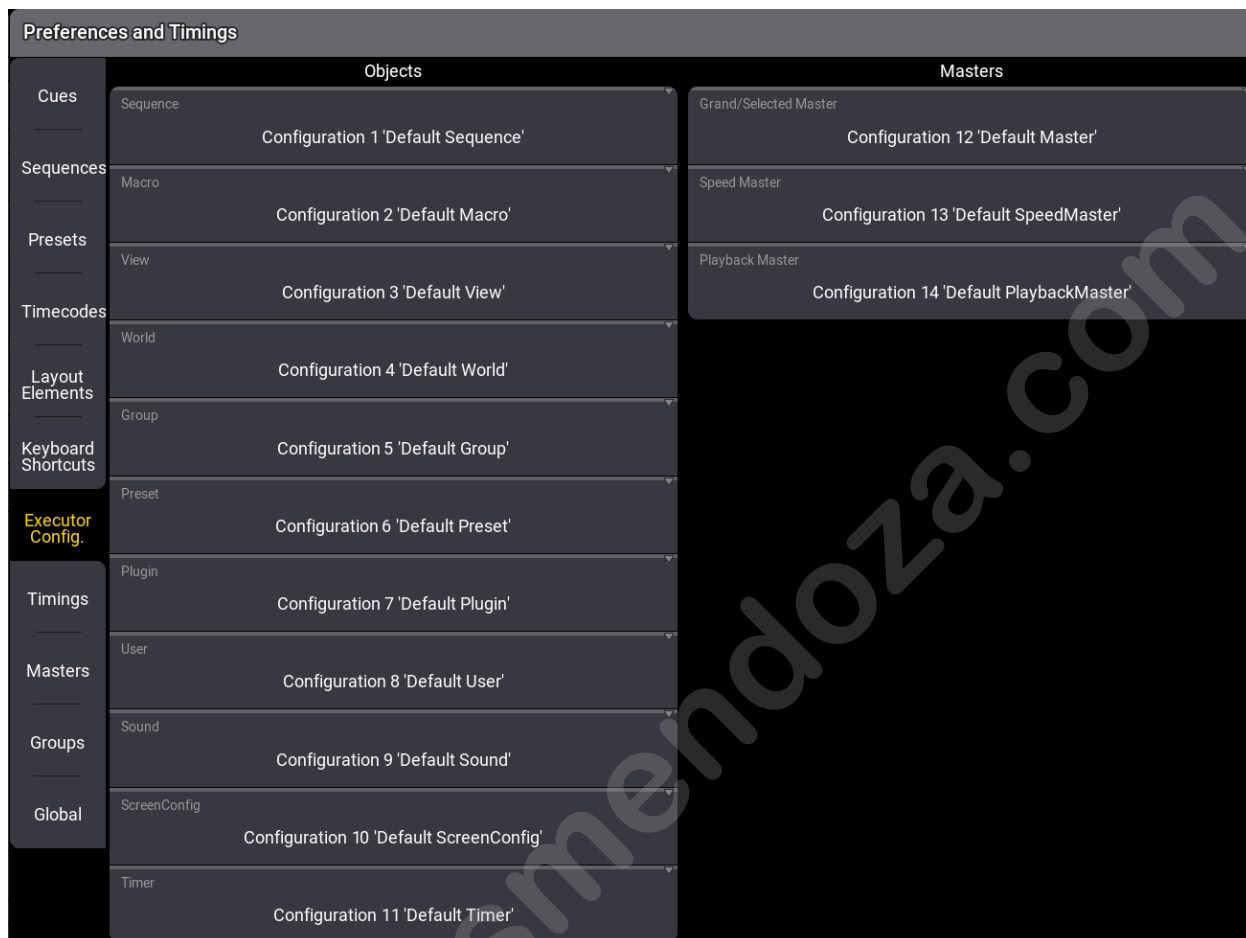 Preferences and Timings
Cues
Sequences
Presets
Timecodes
Layout
Elements
Keyboard
Shortcuts
Executor
Config.
Timings
Masters
Groups
Global
Objects
Sequence
Configuration 1 'Default Sequence'
Macro
Configuration 2 'Default Macro'
View
Configuration 3 'Default View'
World
Configuration 4 'Default World'
Group
Configuration 5 'Default Group'
Preset
Configuration 6 'Default Preset'
Plugin
Configuration 7 'Default Plugin'
User
Configuration 8 'Default User'
Sound
Configuration 9 'Default Sound'
ScreenConfig
Configuration 10 'Default ScreenConfig'
Timer
Configuration 11 'Default Timer'
Masters
Grand/Selected Master
Configuration 12 'Default Master'
Speed Master
Configuration 13 'Default SpeedMaster'
Playback Master
Configuration 14 'Default PlaybackMaster'
smendoza.com